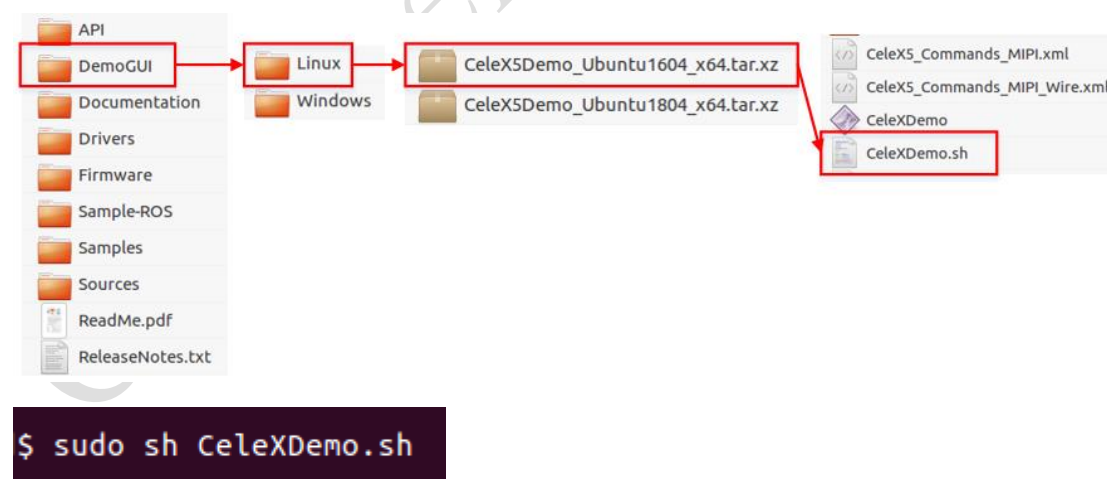 API
DemoGUI
Documentation
Drivers
Firmware
Sample-ROS
Samples
Sources
ReadMe.pdf
ReleaseNotes.txt
Linux
Windows
CeleX5Demo_Ubuntu1604_x64.tar.xz
CeleX5Demo_Ubuntu1804_x64.tar.xz
CeleX5_Commands_MIPI.xml
CeleX5_Commands_MIPI_Wire.xml
CeleXDemo
CeleXDemo.sh
$ sudo sh CeleXDemo.sh